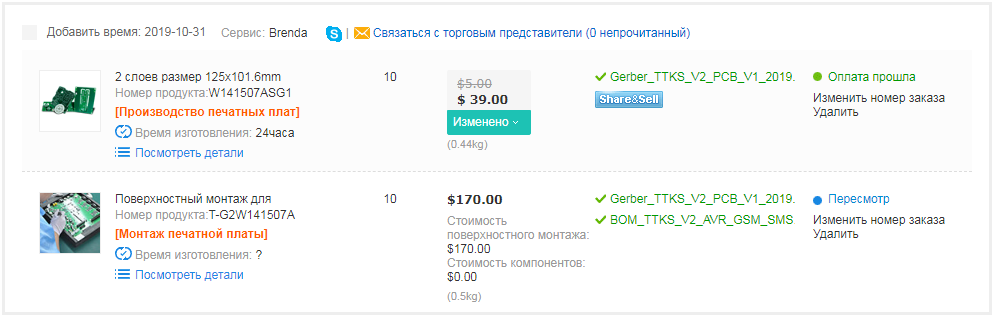 Добавить время: 2019-10-31 Сервис: Brenda | Связаться с торговым представители (0 непрочитанный)
2 слоев размер 125x101.6mm
Номер продукта:W141507ASG1
[Производство печатных плат]
Время изготовления: 24часа
Посмотреть детали
10
$5.00
$ 39.00
Изменено
(0.44kg)
Gerber_TTKS_V2_PCB_V1_2019.
Share&Sell
Оплата прошла
Изменить номер заказа
Удалить
Поверхностный монтаж для
Номер продукта:T-G2W141507A
[Монтаж печатной платы]
Время изготовления: ?
Посмотреть детали
10
$170.00
Стоимость
поверхностного монтажа:
$170.00
Стоимость компонентов:
$0.00
(0.5kg)
Gerber_TTKS_V2_PCB_V1_2019.
BOM_TTKS_V2_AVR_GSM_SMS
Пересмотр
Изменить номер заказа
Удалить